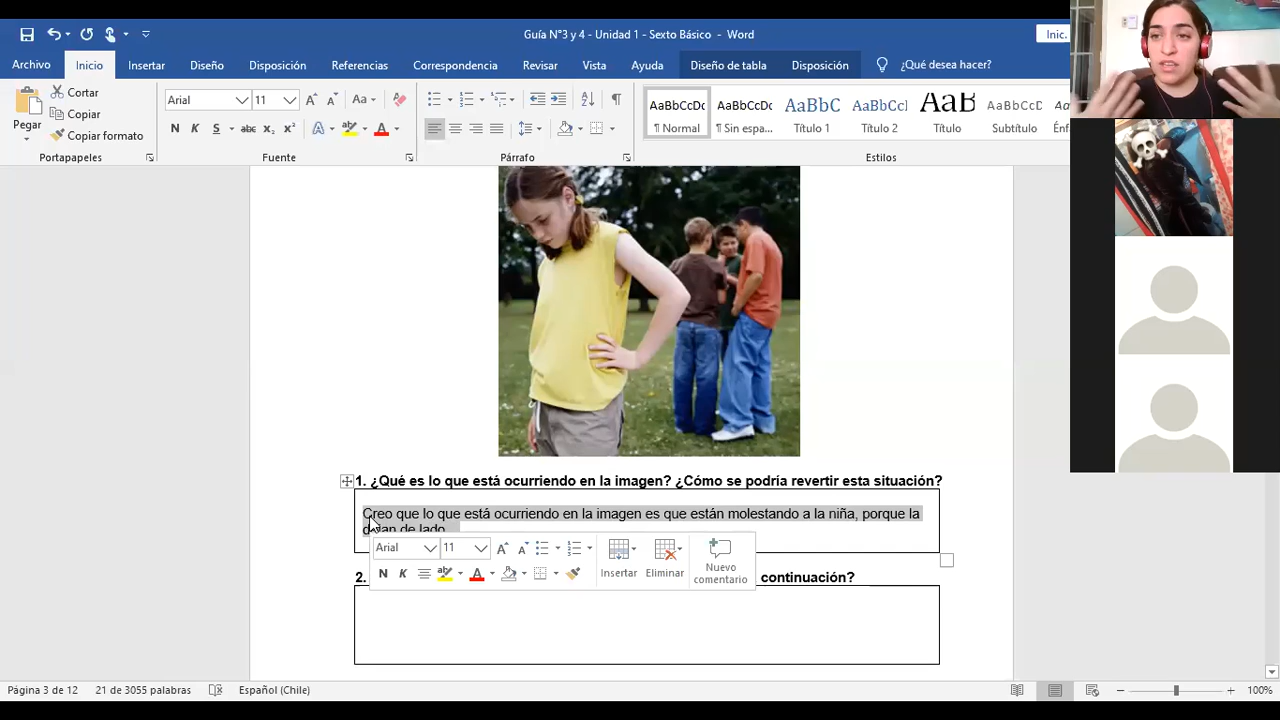 Guía N°3 y 4 - Unidad 1 - Sexto Básico - Word
Inic.
Archivo Inicio Insertar Diseño Disposición Referencias Correspondencia Revisar Vista Ayuda Diseño de tabla Disposición ¿Qué desea hacer?
Pegar
Cortar
Copiar
Copiar formato
Portapapeles
Arial 11
Fuente
Párrafo
AaBbCcDc AaBbCcDc AaBbC AaBbCcl AaB AaBbCcD
¶ Normal ¶ Sin espa... Título 1 Título 2 Título Subtítulo
Estilos
1. ¿Qué es lo que está ocurriendo en la imagen? ¿Cómo se podría revertir esta situación?
Creo que lo que está ocurriendo en la imagen es que están molestando a la niña, porque la
dejan de lado.
Arial 11
N K
Insertar Eliminar Nuevo comentario
2. continuación?
Página 3 de 12 21 de 3055 palabras Español (Chile) 100%